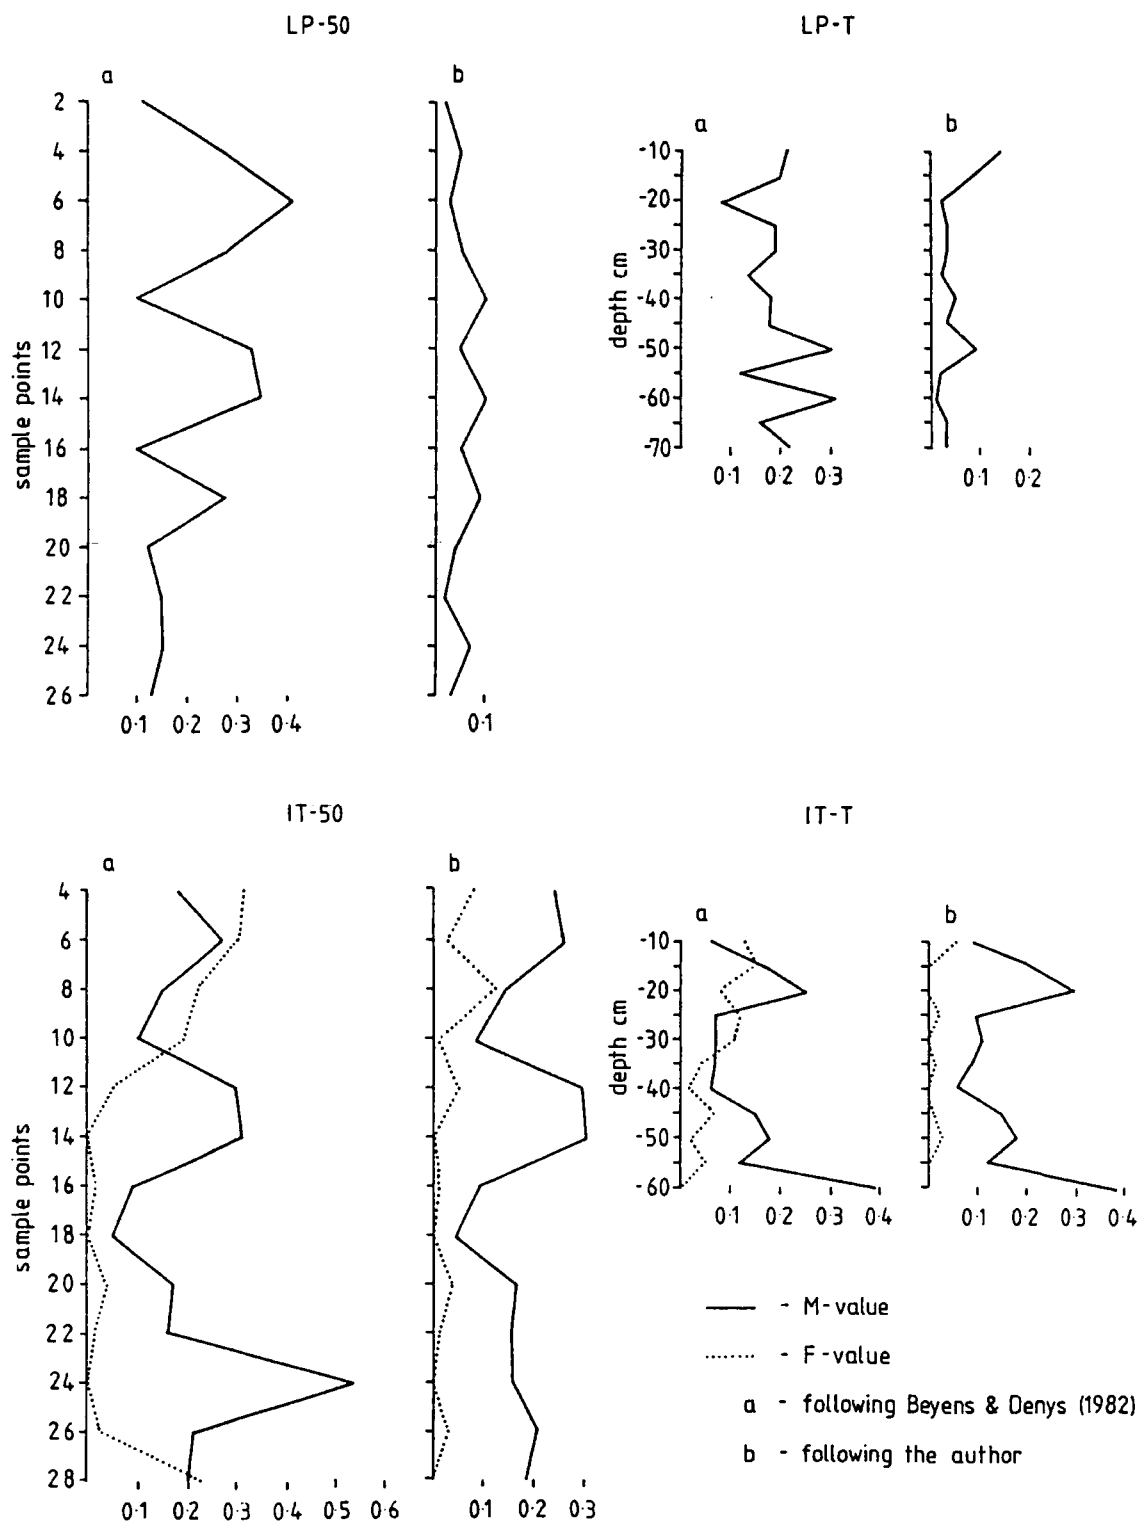 LP-50
LP-T
a
b
a
b
2
4
6
8
10
12
14
16
18
20
22
24
26
sample points
0·1 0·2 0·3 0·4
0·1
-10
-20
-30
-40
-50
-60
-70
depth cm
0·1 0·2 0·3
0·1 0·2
IT-50
IT-T
a
b
a
b
4
6
8
10
12
14
16
18
20
22
24
26
28
sample points
0·1 0·2 0·3 0·4 0·6
0·1 0·2 0·3
-10
-20
-30
-40
-50
-60
depth cm
0·1 0·2 0·3 0·4
0·1 0·2 0·3 0·4
- M-value
- F-value
a - following Beyens & Denys (1982)
b - following the author